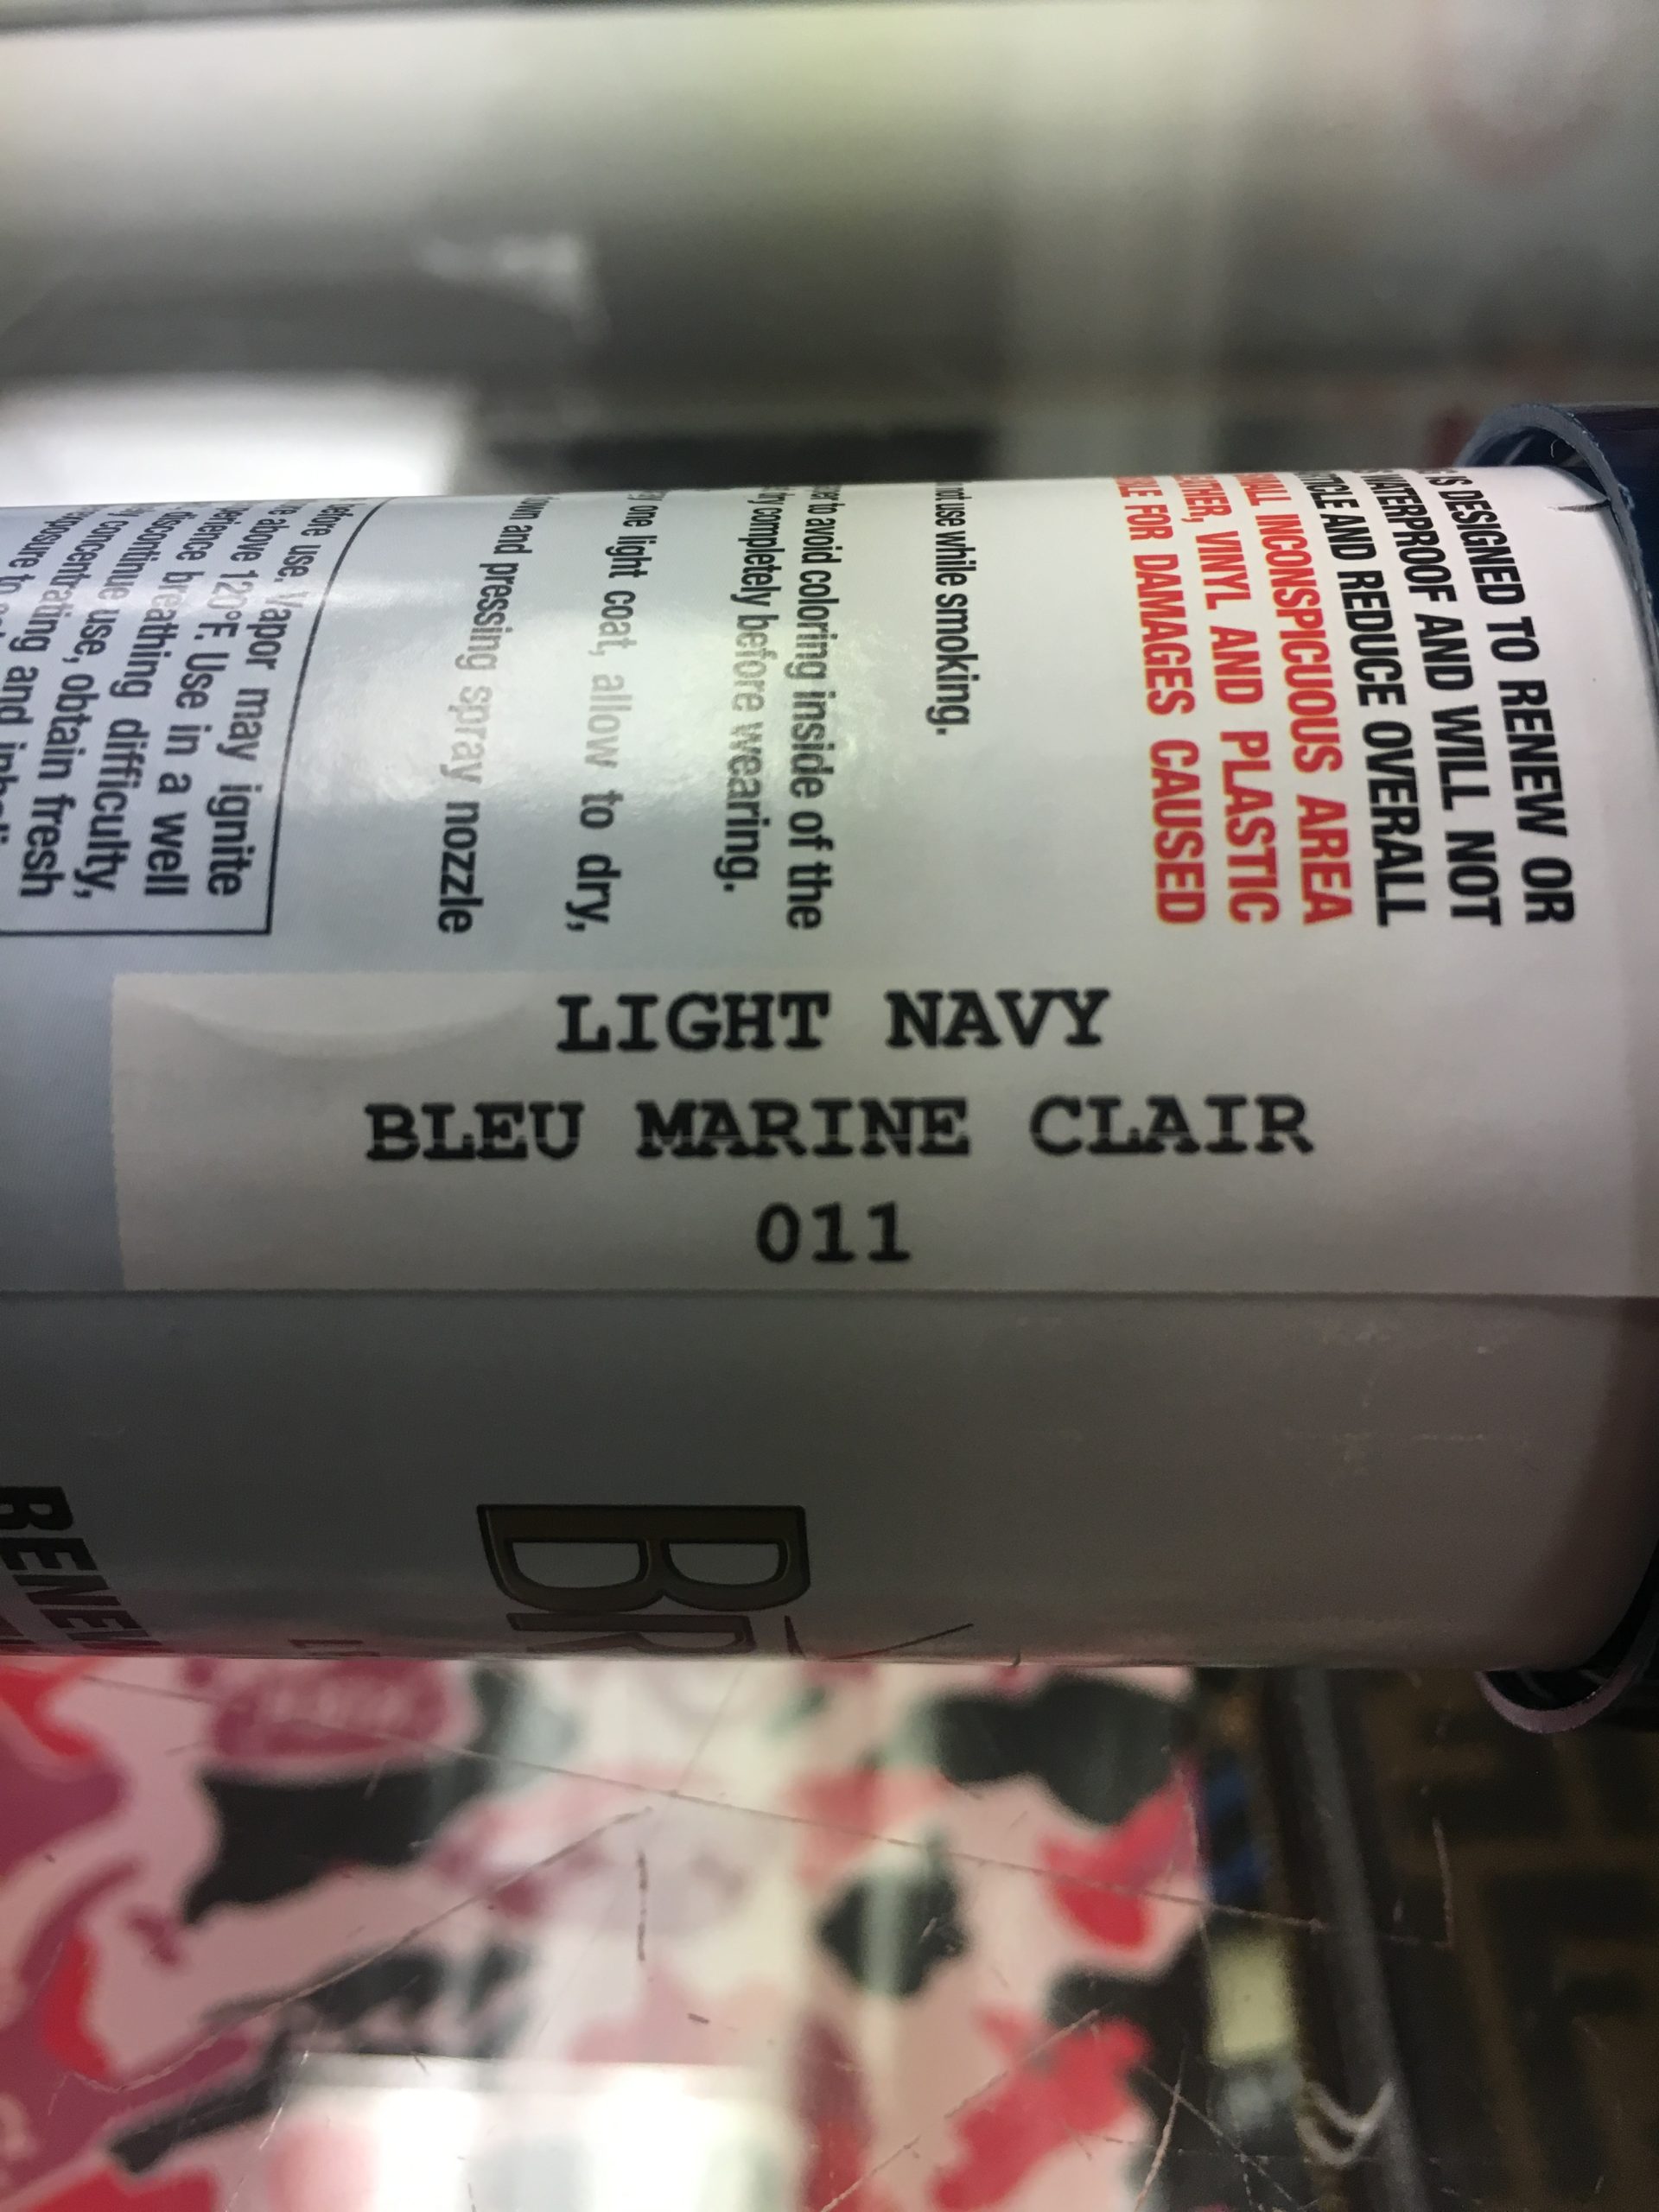 LIGHT NAVY
BLEU MARINE CLAIR
011
DESIGNED TO RENEW OR
WATERPROOF AND WILL NOT
AND REDUCE OVERALL
INCONSPICUOUS AREA
VINYL AND PLASTIC
FOR DAMAGES CAUSED
use while smoking.
to avoid coloring inside of the
completely before wearing.
one light coat, allow to dry,
and pressing spray nozzle
before use. Vapor may ignite
above 120°F. Use in a well
breathing difficulty,
discontinue use, obtain fresh
concentrating and